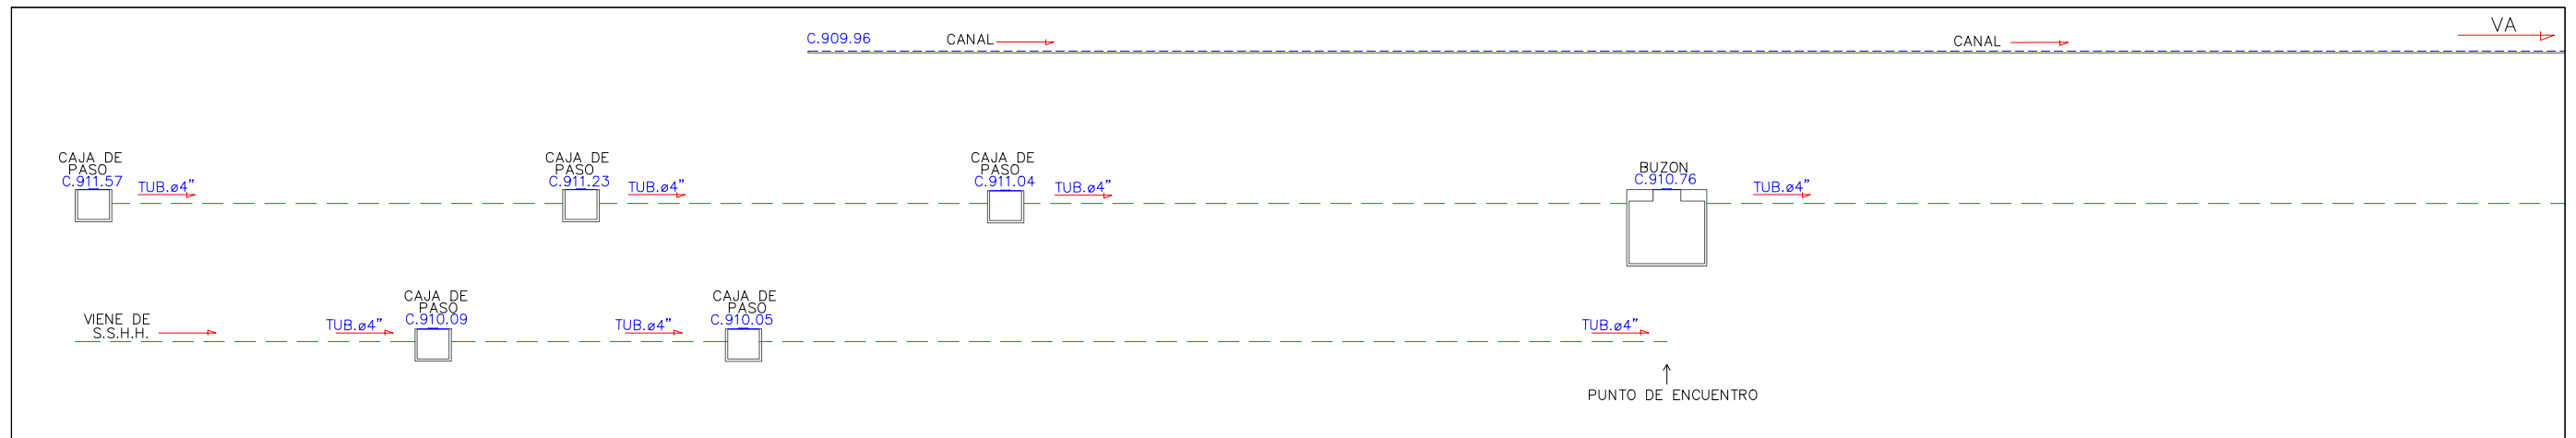 VA
C.909.96
CANAL
CANAL
CAJA DE
PASO
C.911.57
TUB.ø4"
CAJA DE
PASO
C.911.23
TUB.ø4"
CAJA DE
PASO
C.911.04
TUB.ø4"
BUZON
C.910.76
TUB.ø4"
VIENE DE
S.S.H.H.
TUB.ø4"
CAJA DE
PASO
C.910.09
TUB.ø4"
CAJA DE
PASO
C.910.05
TUB.ø4"
PUNTO DE ENCUENTRO